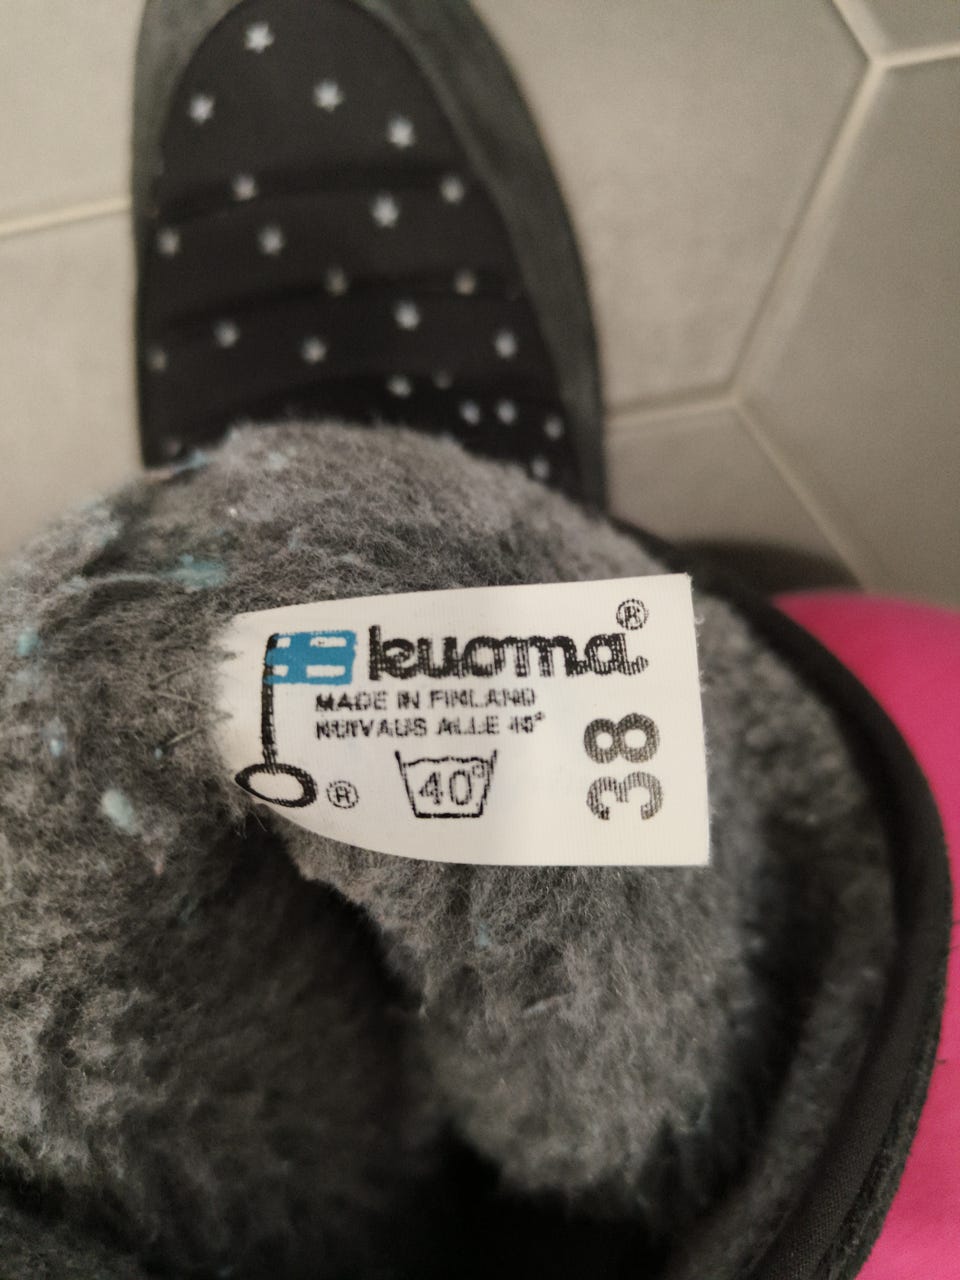 kuoma®
MADE IN FINLAND
KUIVAUS ALLE 40°
®
40°
38